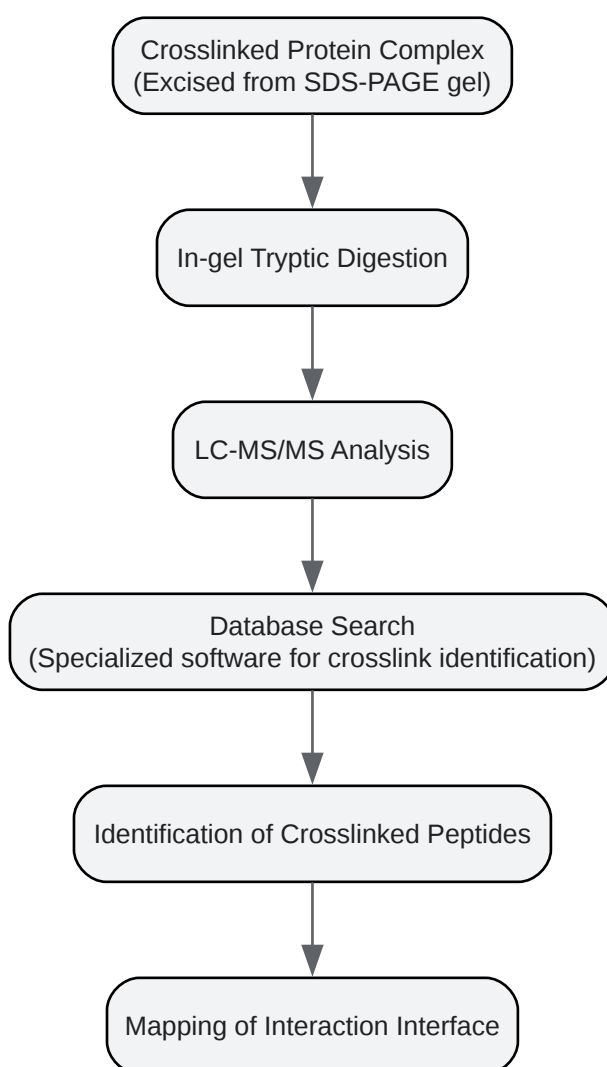 Crosslinked Protein Complex
(Excised from SDS-PAGE gel)
In-gel Tryptic Digestion
LC-MS/MS Analysis
Database Search
(Specialized software for crosslink identification)
Identification of Crosslinked Peptides
Mapping of Interaction Interface